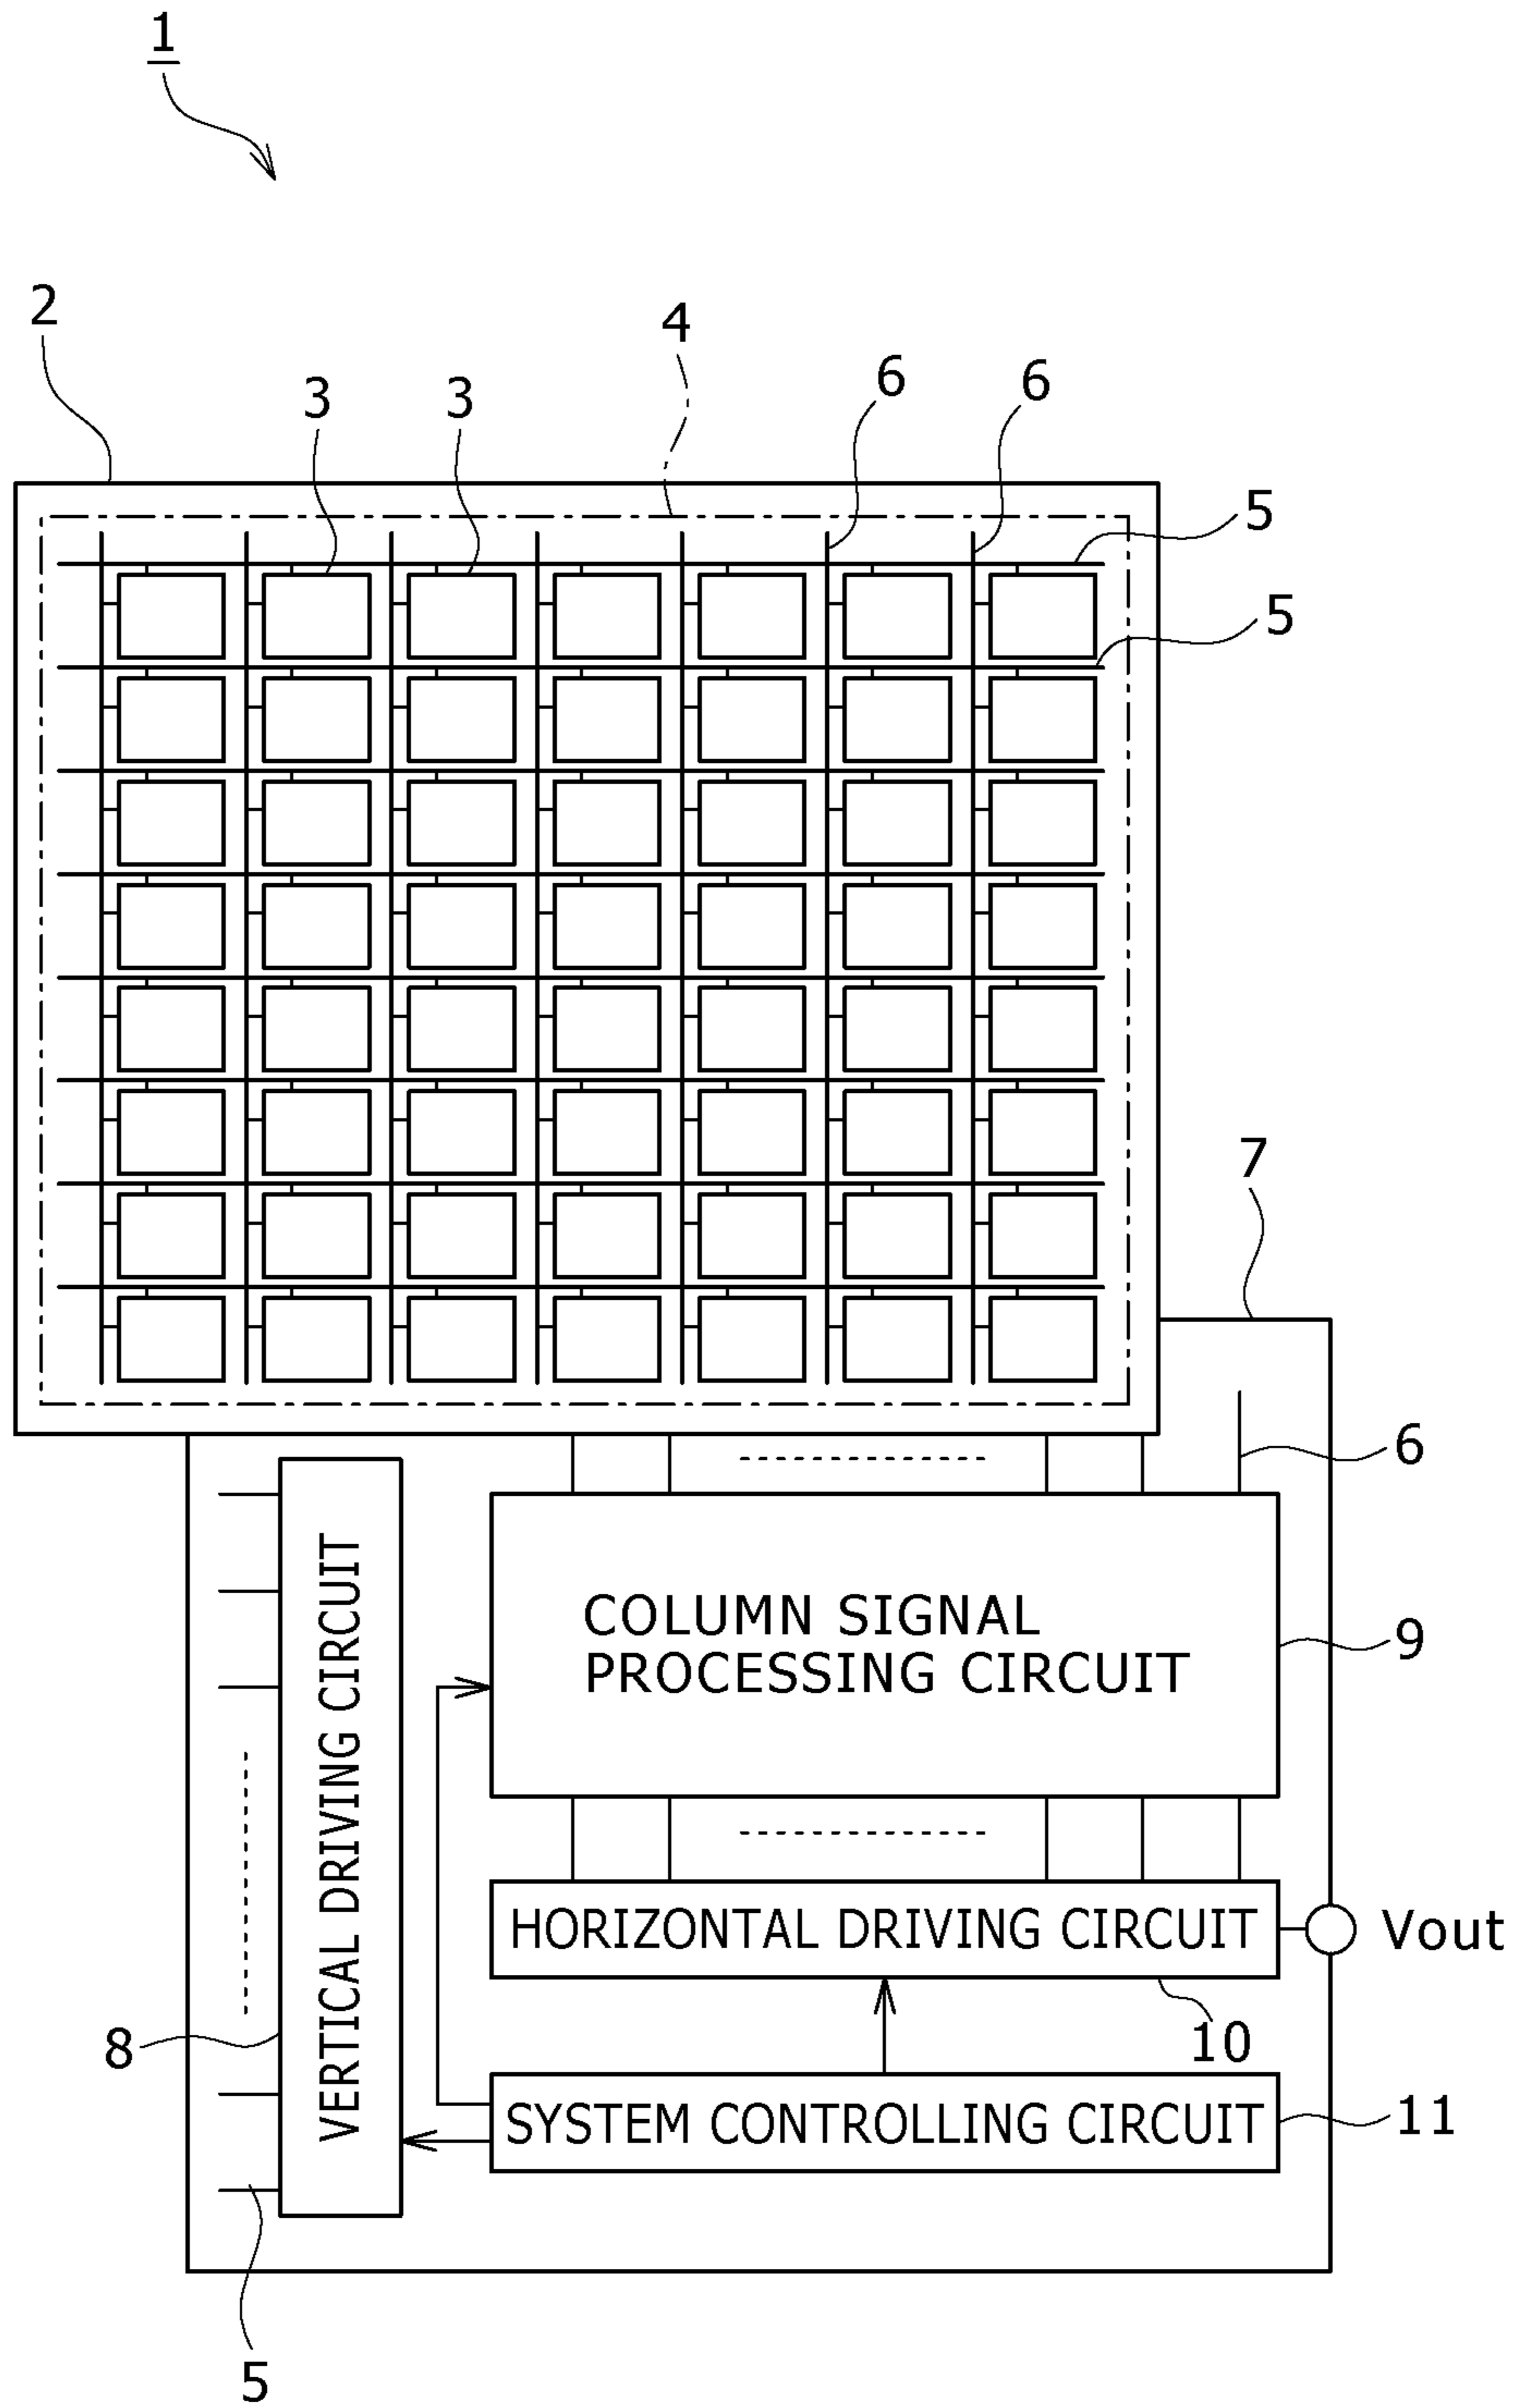 1
2
4
6
6
3
3
5
5
7
6
COLUMN SIGNAL
PROCESSING CIRCUIT
9
VERTICAL DRIVING CIRCUIT
HORIZONTAL DRIVING CIRCUIT
Vout
8
10
SYSTEM CONTROLLING CIRCUIT
11
5